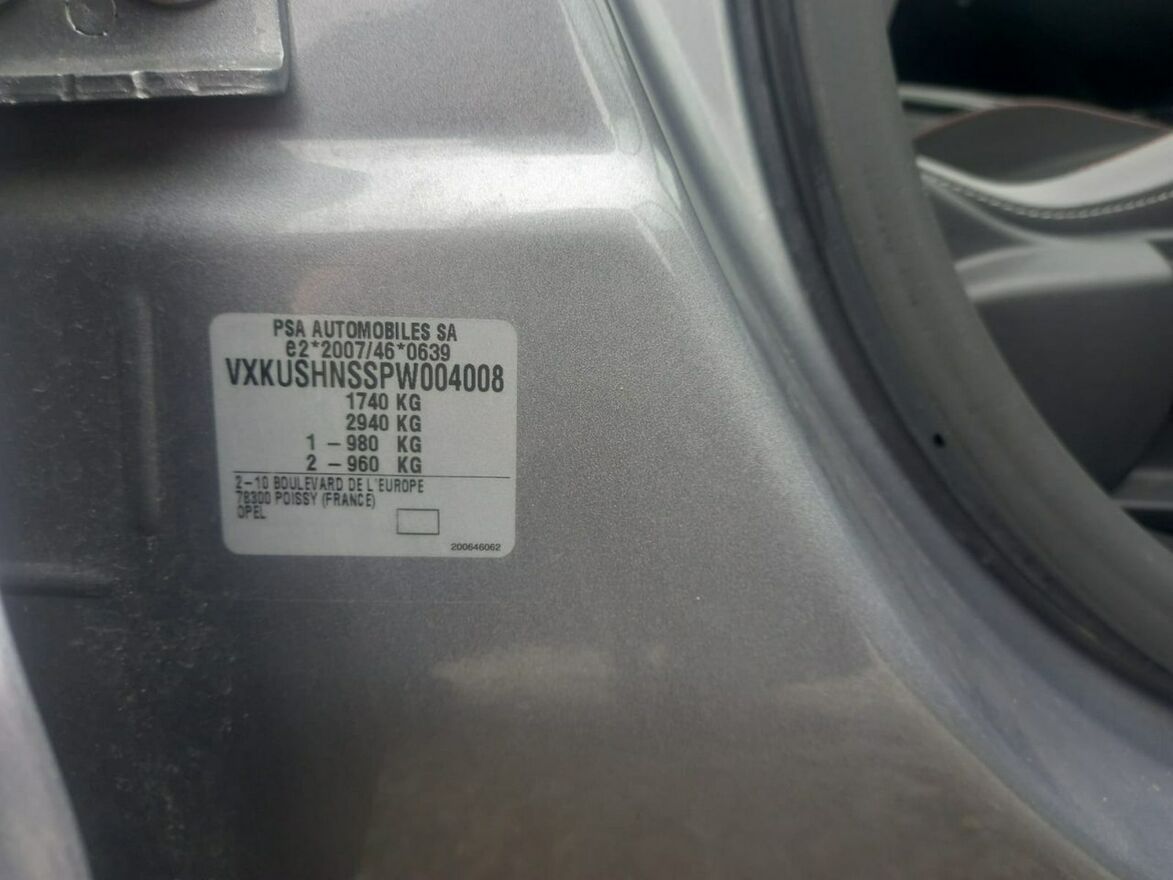 PSA AUTOMOBILES SA
e2*2007/46*0639
VXKUSHNSSPW004008
1740 KG
2940 KG
1 - 980 KG
2 - 960 KG
2-10 BOULEVARD DE L'EUROPE
78300 POISSY (FRANCE)
OPEL
200646062